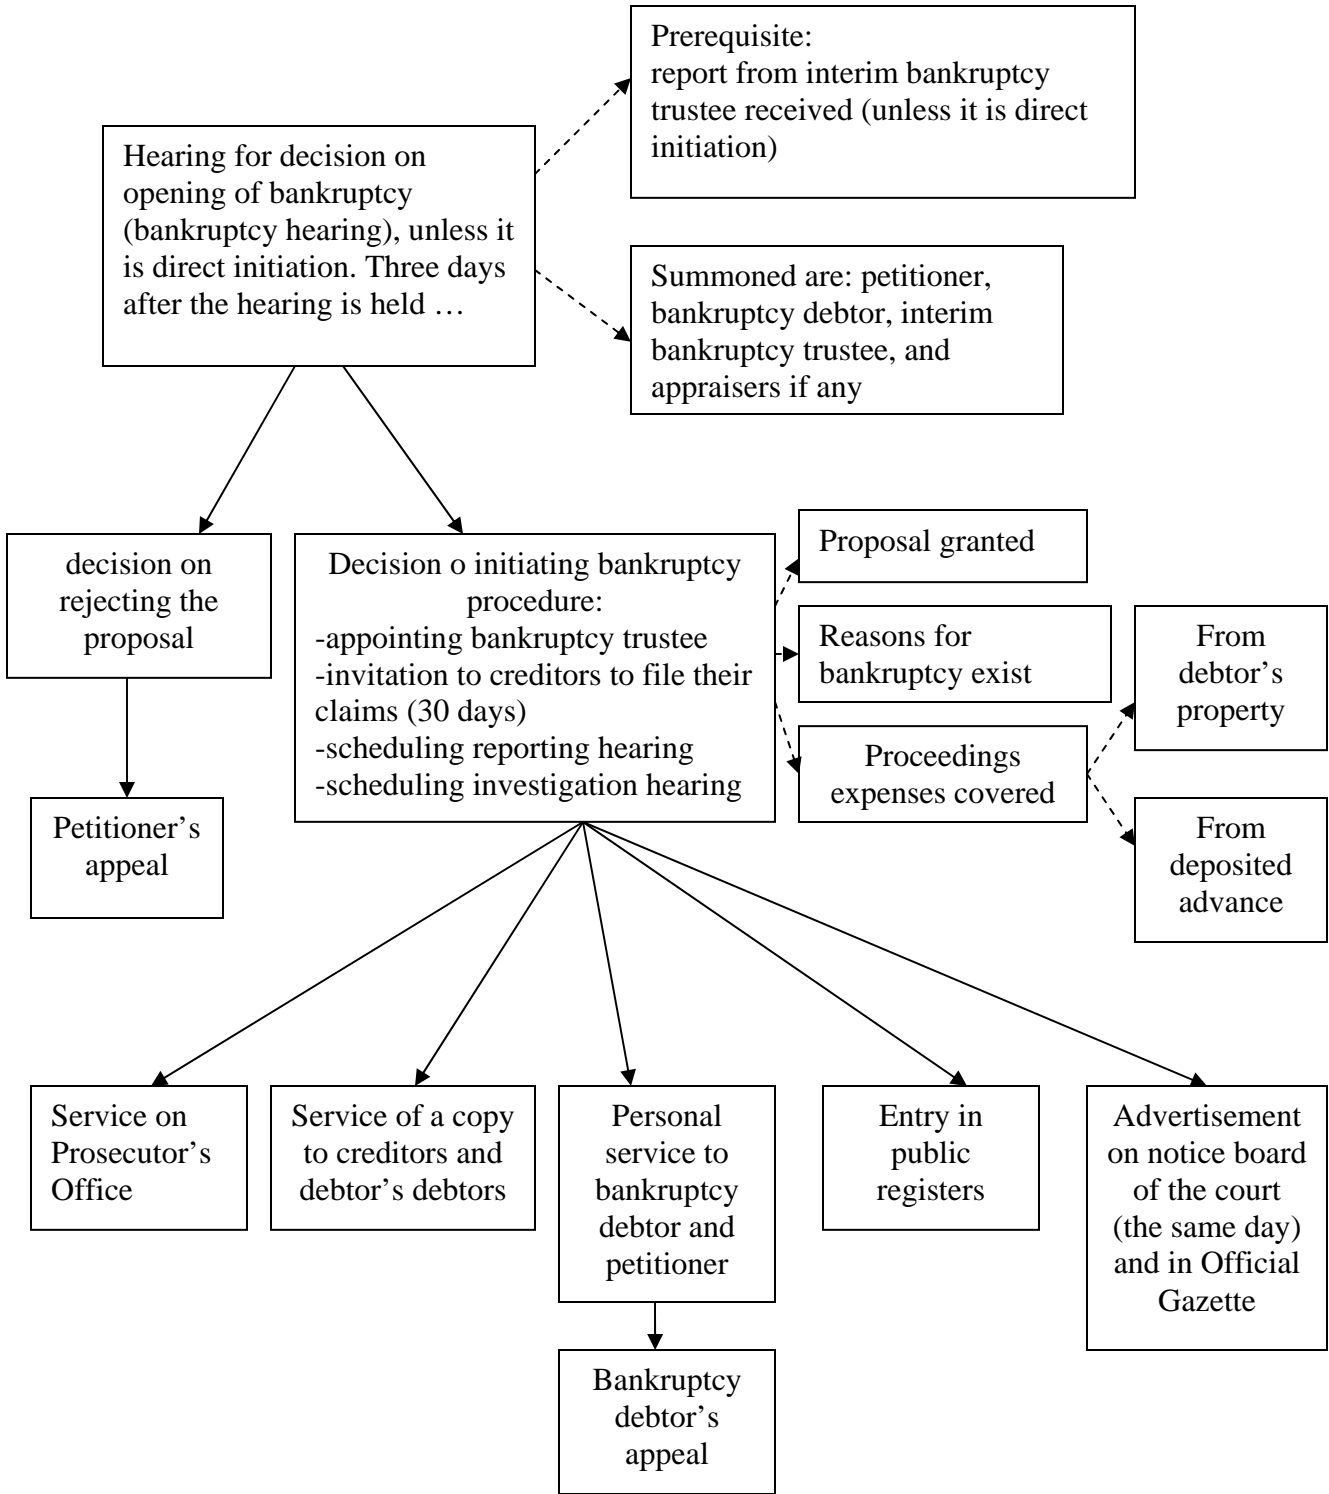 Prerequisite:
report from interim bankruptcy
trustee received (unless it is direct
initiation)
Hearing for decision on
opening of bankruptcy
(bankruptcy hearing), unless it
is direct initiation. Three days
after the hearing is held …
Summoned are: petitioner,
bankruptcy debtor, interim
bankruptcy trustee, and
appraisers if any
decision on
rejecting the
proposal
Decision o initiating bankruptcy
procedure:
-appointing bankruptcy trustee
-invitation to creditors to file their
claims (30 days)
-scheduling reporting hearing
-scheduling investigation hearing
Proposal granted
Reasons for
bankruptcy exist
Proceedings
expenses covered
From
debtor’s
property
From
deposited
advance
Petitioner’s
appeal
Service on
Prosecutor’s
Office
Service of a copy
to creditors and
debtor’s debtors
Personal
service to
bankruptcy
debtor and
petitioner
Entry in
public
registers
Advertisement
on notice board
of the court
(the same day)
and in Official
Gazette
Bankruptcy
debtor’s
appeal